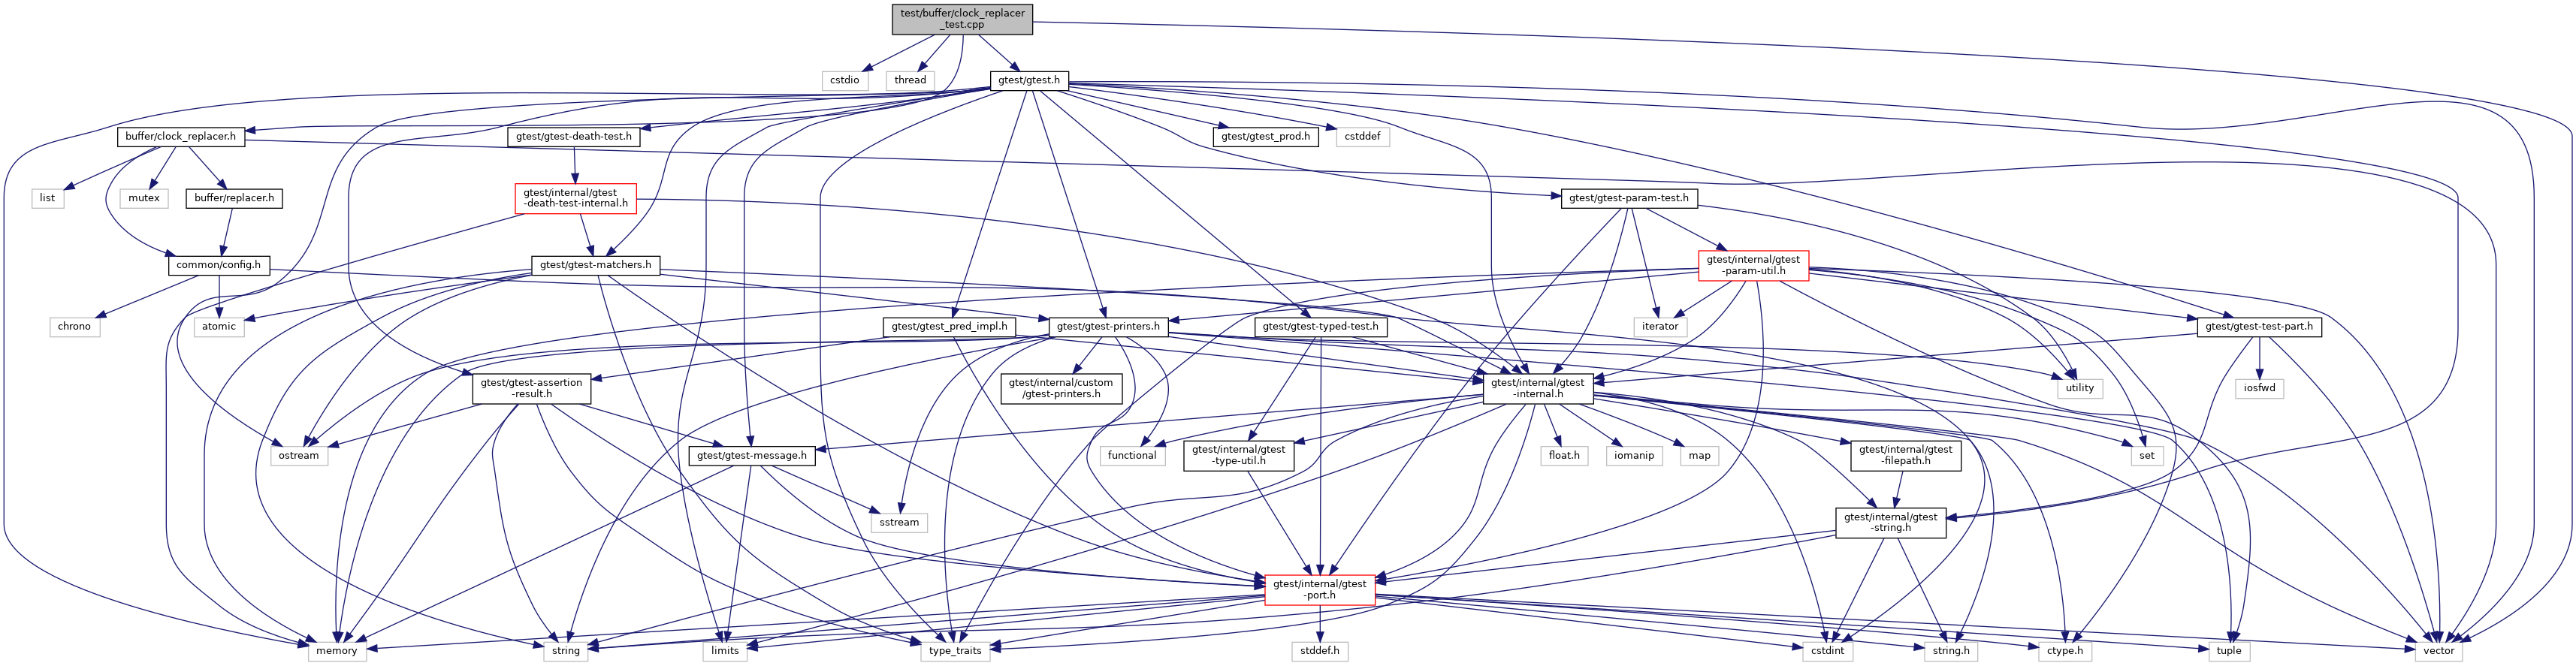 test/buffer/clock_replacer
_test.cpp
cstdio
thread
gtest/gtest.h
buffer/clock_replacer.h
gtest/gtest-death-test.h
gtest/gtest_prod.h
cstddef
list
mutex
buffer/replacer.h
gtest/internal/gtest
-death-test-internal.h
gtest/gtest-param-test.h
common/config.h
gtest/gtest-matchers.h
gtest/internal/gtest
-param-util.h
chrono
atomic
gtest/gtest_pred_impl.h
gtest/gtest-printers.h
gtest/gtest-typed-test.h
iterator
gtest/gtest-test-part.h
gtest/gtest-assertion
-result.h
gtest/internal/custom
/gtest-printers.h
gtest/internal/gtest
-internal.h
utility
iosfwd
ostream
gtest/gtest-message.h
functional
gtest/internal/gtest
-type-util.h
float.h
iomanip
map
gtest/internal/gtest
-filepath.h
set
sstream
gtest/internal/gtest
-string.h
gtest/internal/gtest
-port.h
memory
string
limits
type_traits
stddef.h
cstdint
string.h
ctype.h
tuple
vector